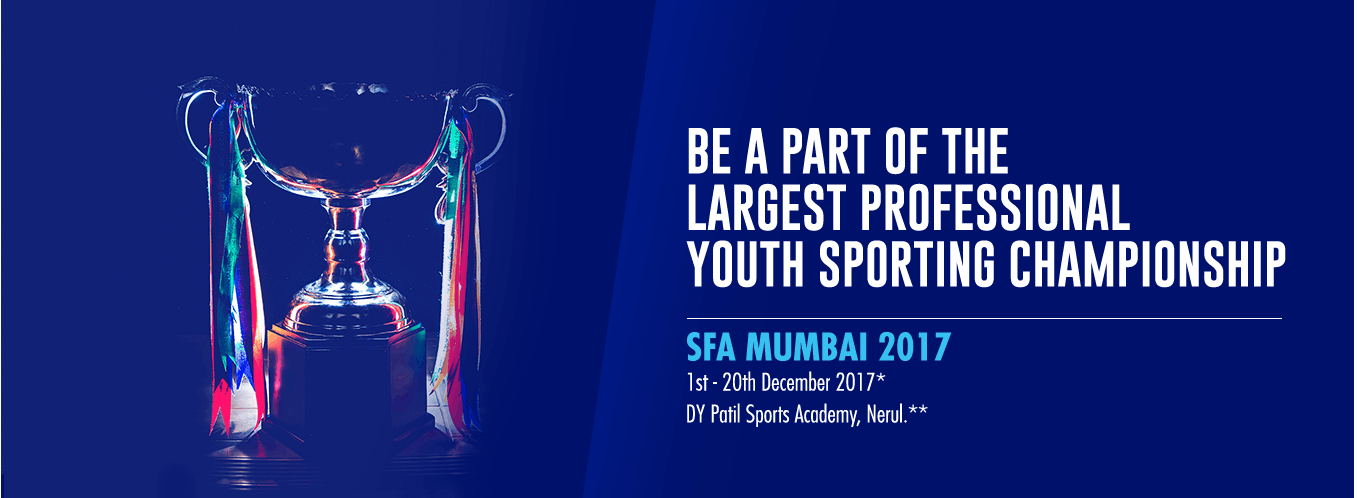 BE A PART OF THE
LARGEST PROFESSIONAL
YOUTH SPORTING CHAMPIONSHIP
SFA MUMBAI 2017
1st - 20th December 2017*
DY Patil Sports Academy, Nerul.**